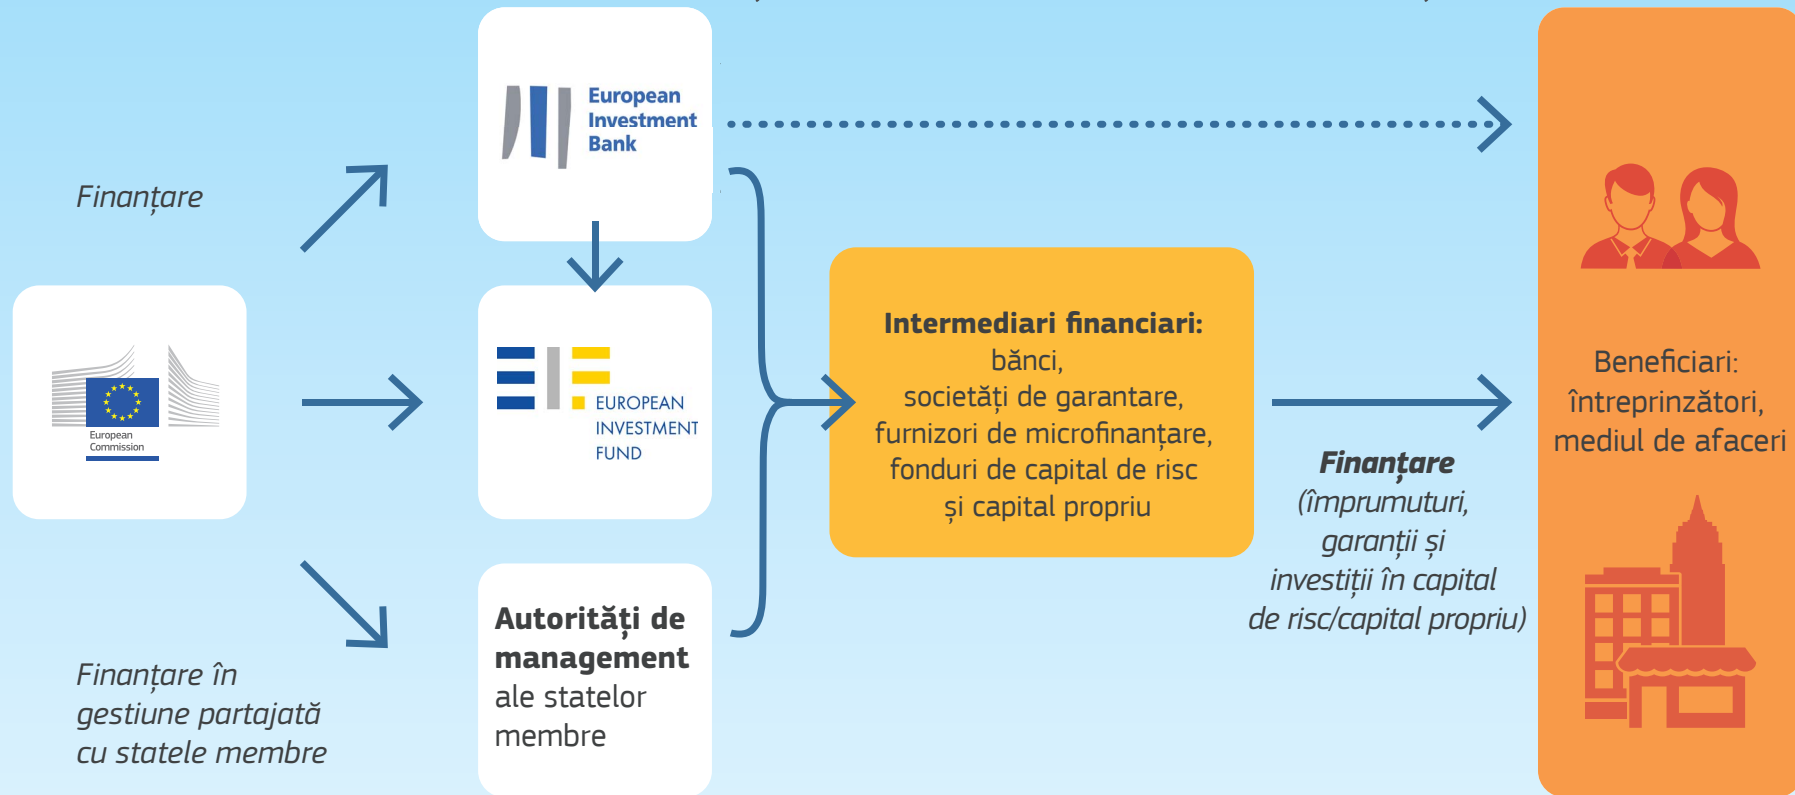 European
Investment
Bank
Finanțare
European
Commission
EUROPEAN
INVESTMENT
FUND
Intermediari financiari:
bănci,
societăți de garantare,
furnizori de microfinanțare,
fonduri de capital de risc
și capital propriu
Finanțare
(împrumuturi,
garanții și
investiții în capital
de risc/capital propriu)
Beneficiari:
întreprinzători,
mediul de afaceri
Autorități de
management
ale statelor
membre
Finanțare în
gestiune partajată
cu statele membre